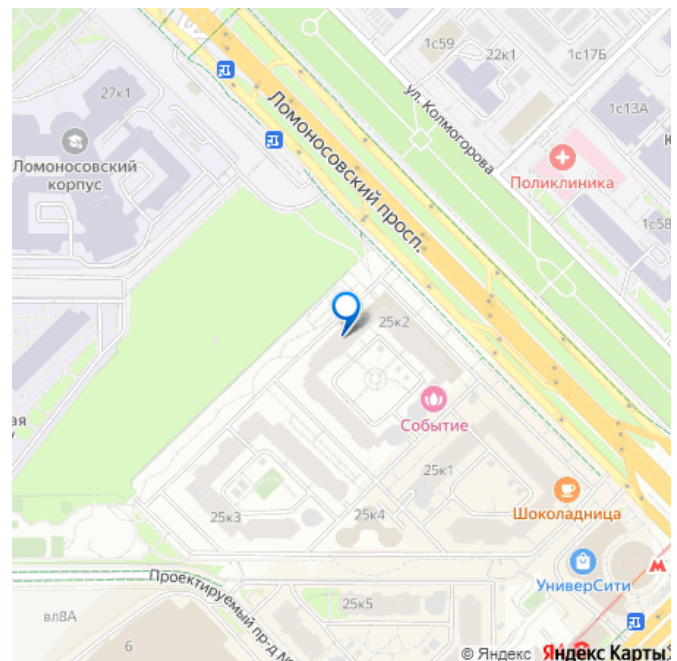 1с59
22к1
1с17Б
27к1
ул. Колмогорова
1с13А
Ломоносовский
корпус
Ломоносовский просп.
Поликлиника
1с58
25к2
Событие
25к1
Шоколадница
25к3
25к4
УниверСити
Проектируемый пр-д
25к5
вл8А
6
© Яндекс
Яндекс Карты